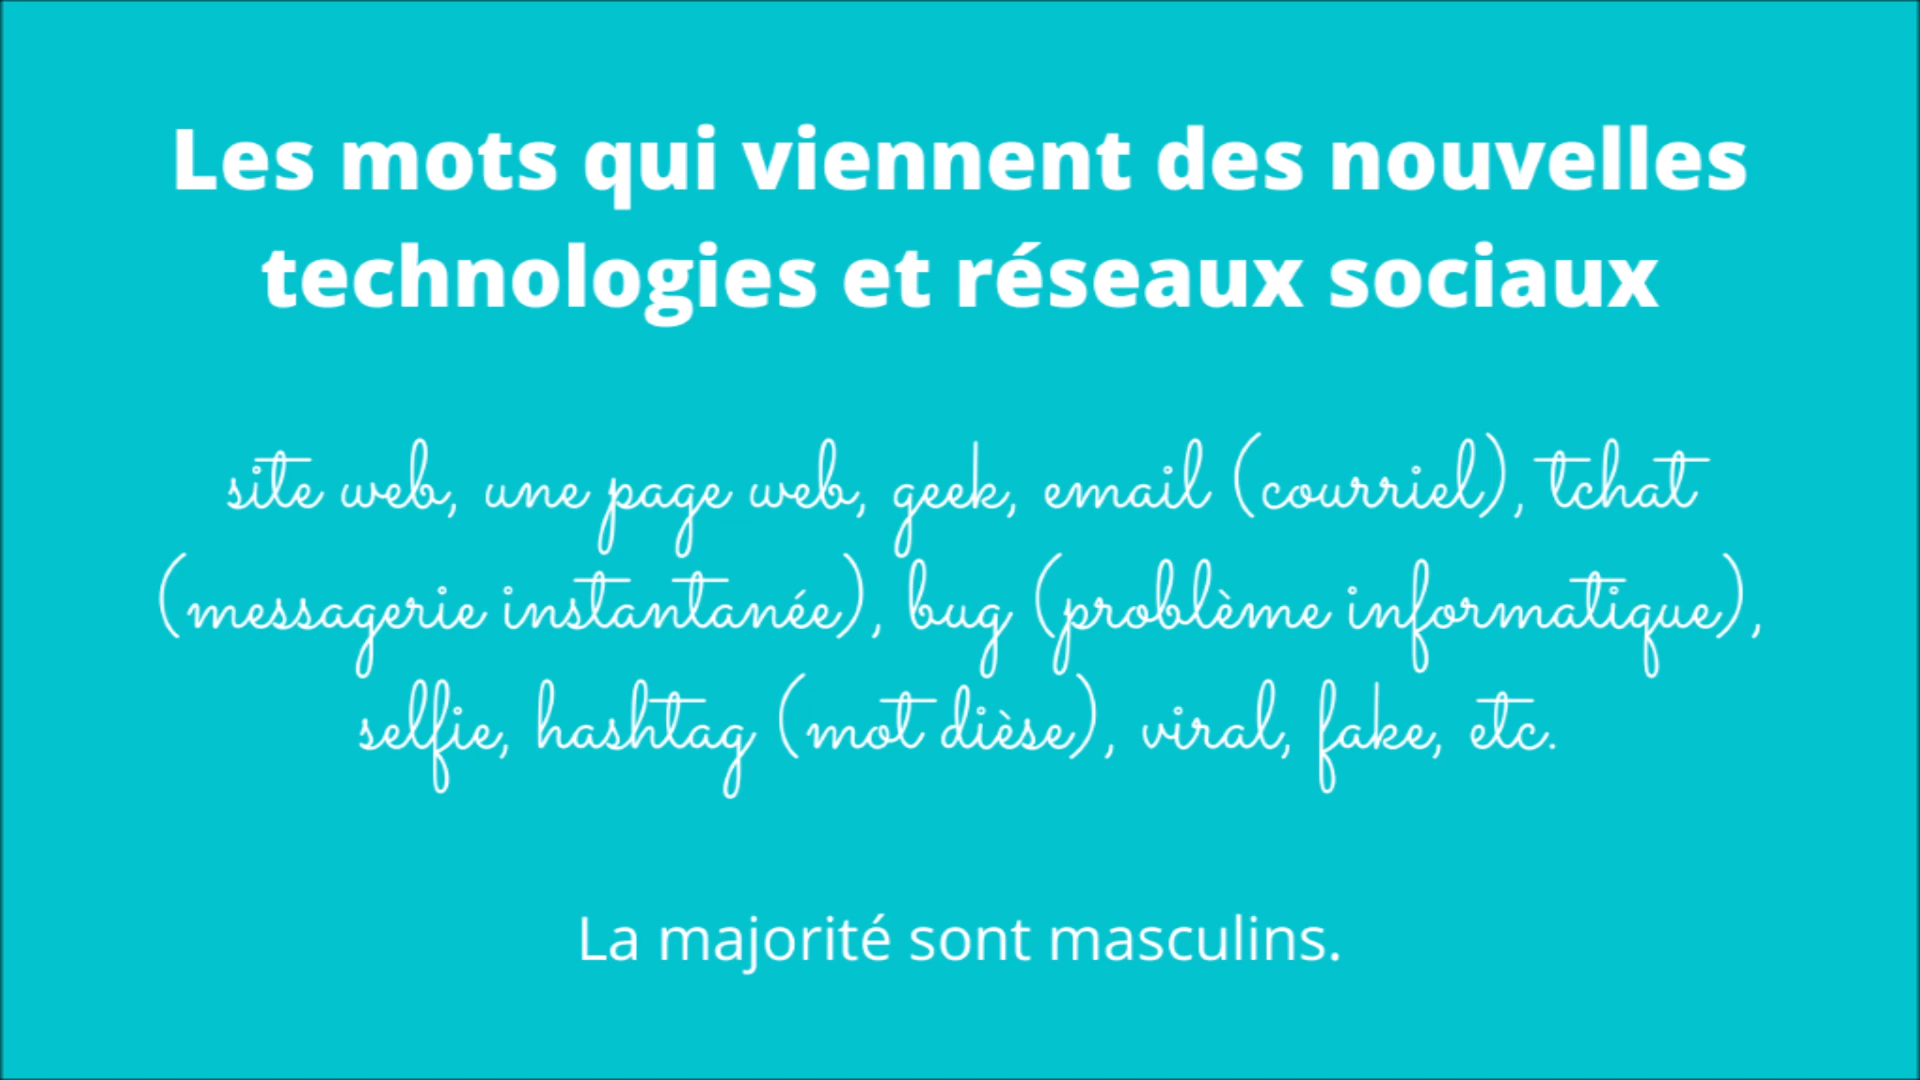 Les mots qui viennent des nouvelles
technologies et réseaux sociaux
site web, une page web, geek, email (courriel), tchat
(messagerie instantanée), bug (problème informatique),
selfie, hashtag (mot dièse), viral, fake, etc.
La majorité sont masculins.